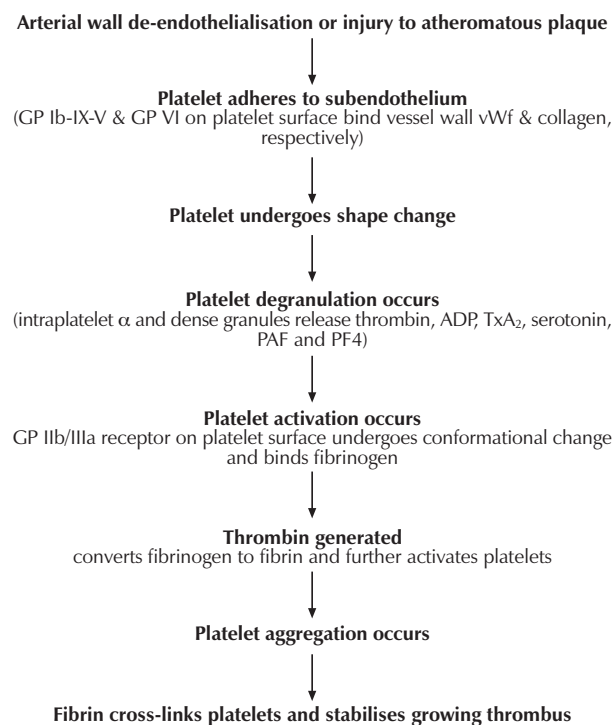 Arterial wall de-endothelialisation or injury to atheromatous plaque
Platelet adheres to subendothelium
(GP Ib-IX-V & GP VI on platelet surface bind vessel wall vWf & collagen,
respectively)
Platelet undergoes shape change
Platelet degranulation occurs
(intraplatelet α and dense granules release thrombin, ADP, TxA₂, serotonin,
PAF and PF4)
Platelet activation occurs
GP IIb/IIIa receptor on platelet surface undergoes conformational change
and binds fibrinogen
Thrombin generated
converts fibrinogen to fibrin and further activates platelets
Platelet aggregation occurs
Fibrin cross-links platelets and stabilises growing thrombus